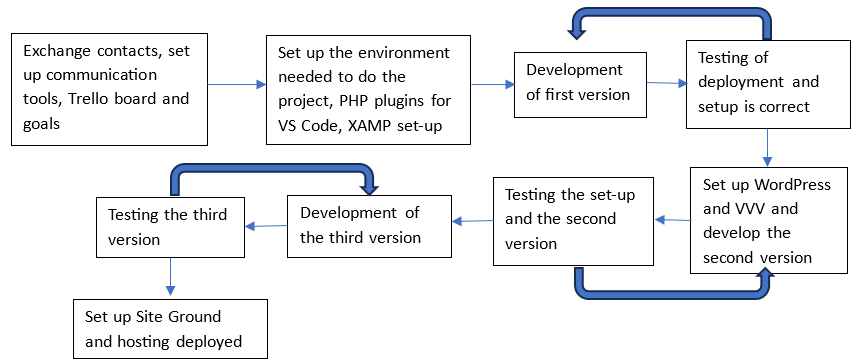 Exchange contacts, set
up communication
tools, Trello board and
goals
Set up the environment
needed to do the
project, PHP plugins for
VS Code, XAMP set-up
Development
of first version
Testing of
deployment and
setup is correct
Set up WordPress
and VVV and
develop the
second version
Testing the set-up
and the second
version
Development of
the third version
Testing the third
version
Set up Site Ground
and hosting deployed